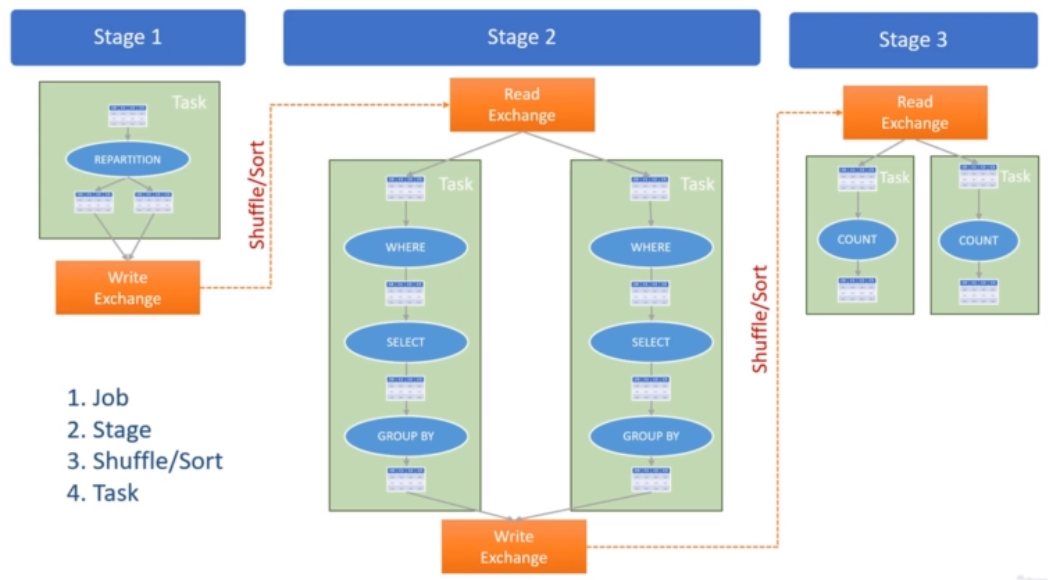 Stage 1
Stage 2
Stage 3
Task
REPARTITION
Write
Exchange
Shuffle/Sort
Read
Exchange
Task
WHERE
SELECT
GROUP BY
Task
WHERE
SELECT
GROUP BY
Write
Exchange
Shuffle/Sort
Read
Exchange
Task
COUNT
Task
COUNT
1. Job
2. Stage
3. Shuffle/Sort
4. Task